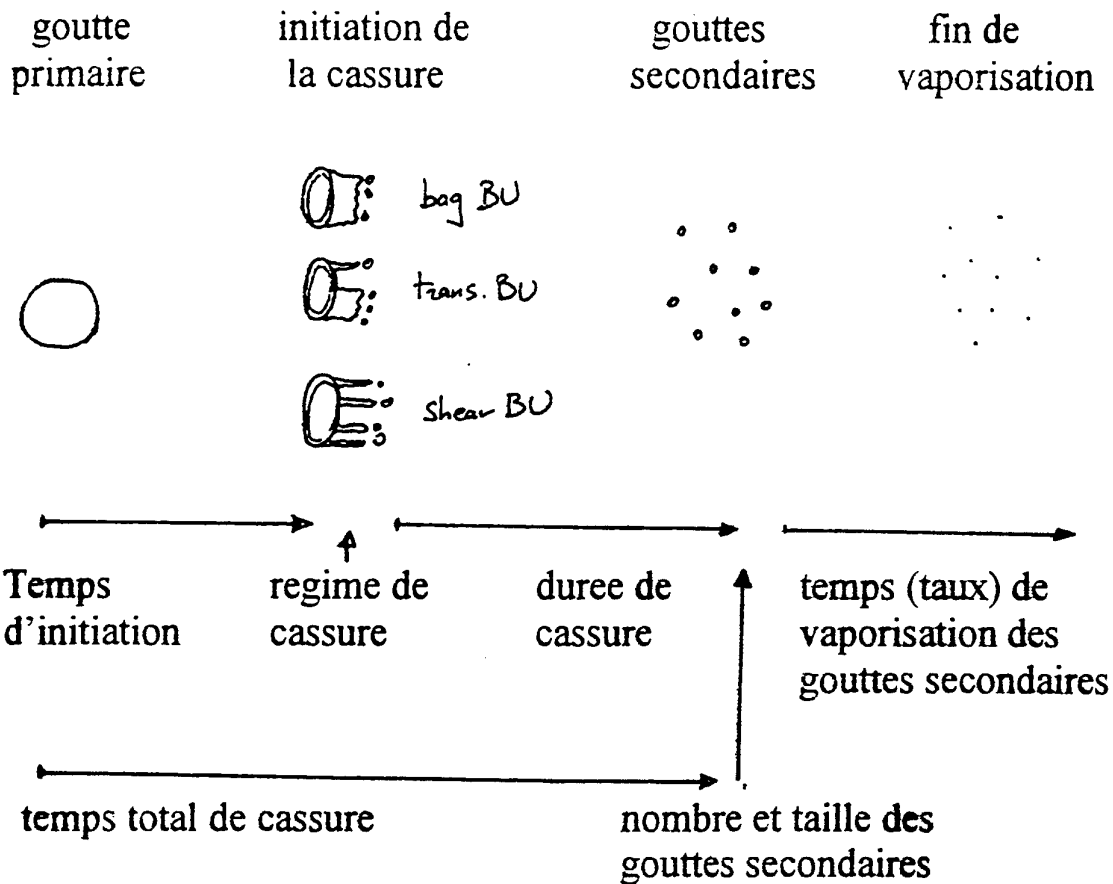 goutte
primaire
initiation de
la cassure
gouttes
secondaires
fin de
vaporisation
bag BU
trans. BU
shear BU
Temps
d'initiation
regime de
cassure
duree de
cassure
temps (taux) de
vaporisation des
gouttes secondaires
temps total de cassure
nombre et taille des
gouttes secondaires